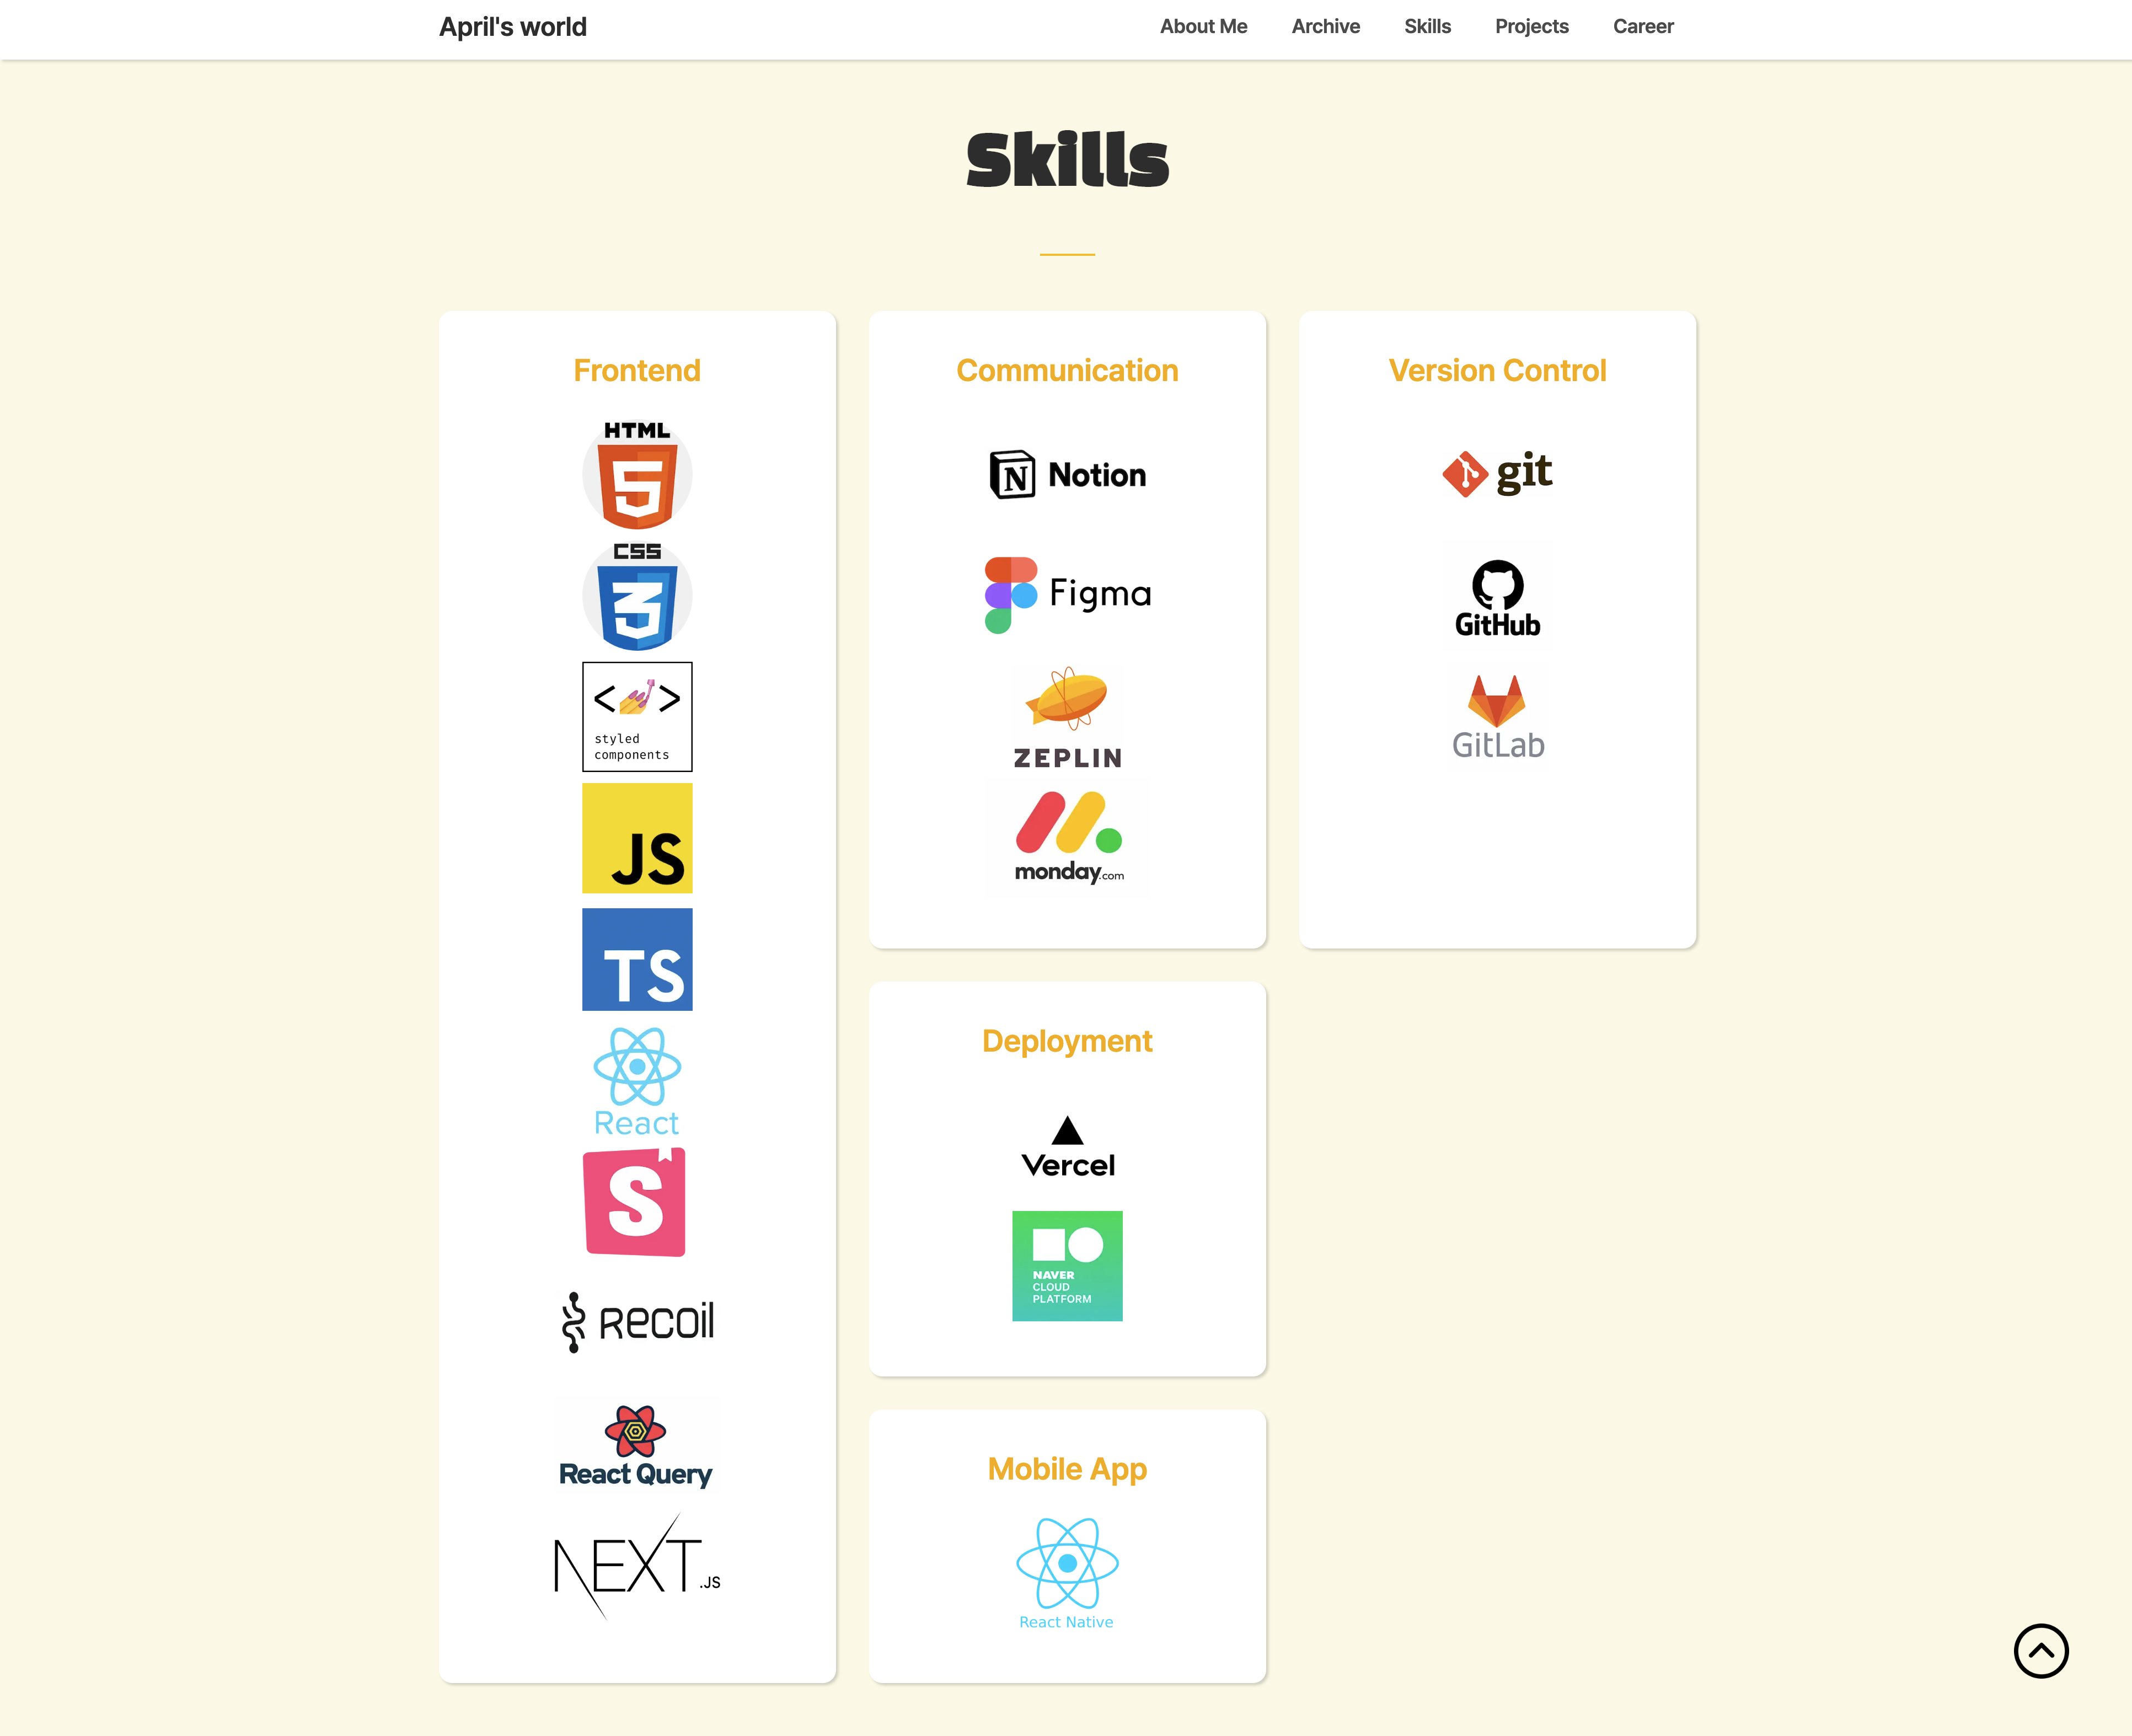 April's world
About Me
Archive
Skills
Projects
Career
Skills
Frontend
HTML
5
CSS
3
< >
styled
components
JS
TS
React
S
Recoil
React Query
NEXT.JS
Communication
N Notion
Figma
ZEPLIN
monday.com
Version Control
git
GitHub
GitLab
Deployment
Vercel
NAVER
CLOUD
PLATFORM
Mobile App
React Native